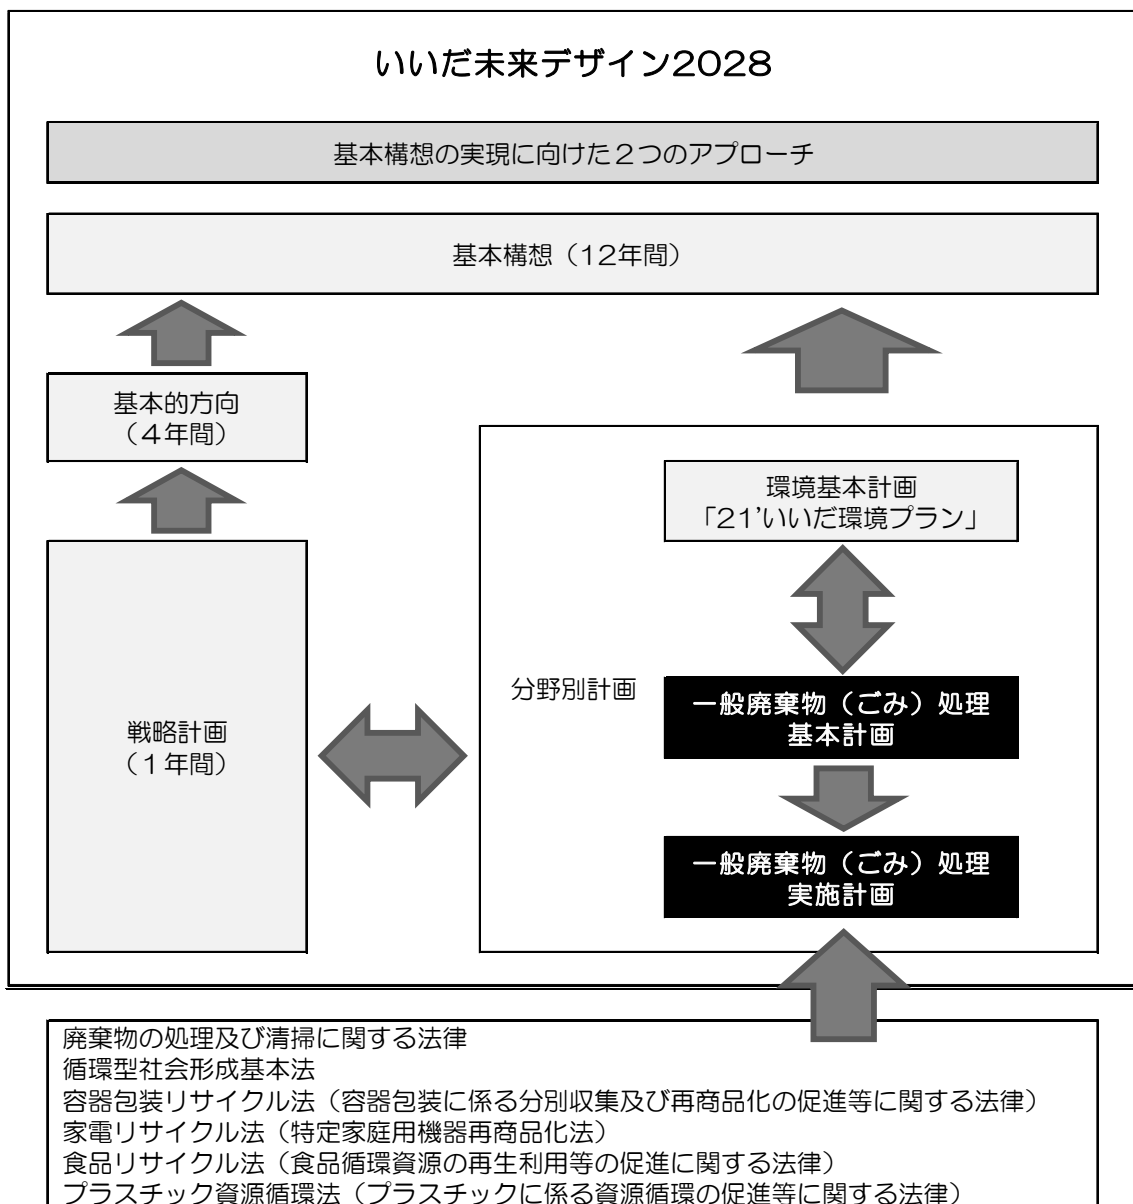 いいだ未来デザイン2028
基本構想の実現に向けた２つのアプローチ
基本構想（12年間）
基本的方向
（４年間）
環境基本計画
「21’いいだ環境プラン」
分野別計画
一般廃棄物（ごみ）処理
基本計画
戦略計画
（１年間）
一般廃棄物（ごみ）処理
実施計画
廃棄物の処理及び清掃に関する法律
循環型社会形成基本法
容器包装リサイクル法（容器包装に係る分別収集及び再商品化の促進等に関する法律）
家電リサイクル法（特定家庭用機器再商品化法）
食品リサイクル法（食品循環資源の再生利用等の促進に関する法律）
プラスチック資源循環法（プラスチックに係る資源循環の促進等に関する法律）